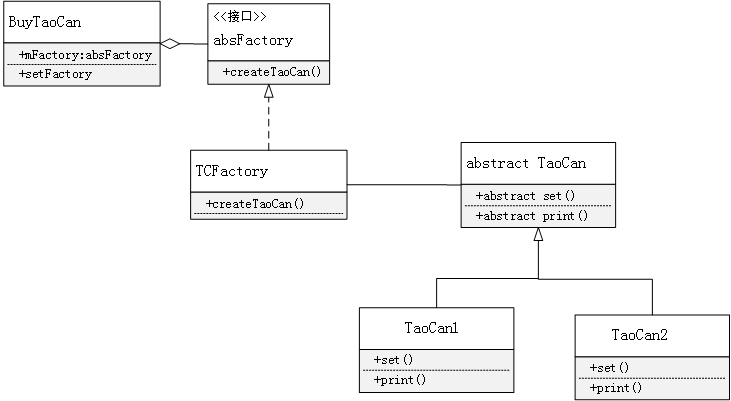 BuyTaoCan
+mFactory:absFactory
+setFactory
<<接口>>
absFactory
+createTaoCan()
TCFactory
+createTaoCan()
abstract TaoCan
+abstract set()
+abstract print()
TaoCan1
+set()
+print()
TaoCan2
+set()
+print()